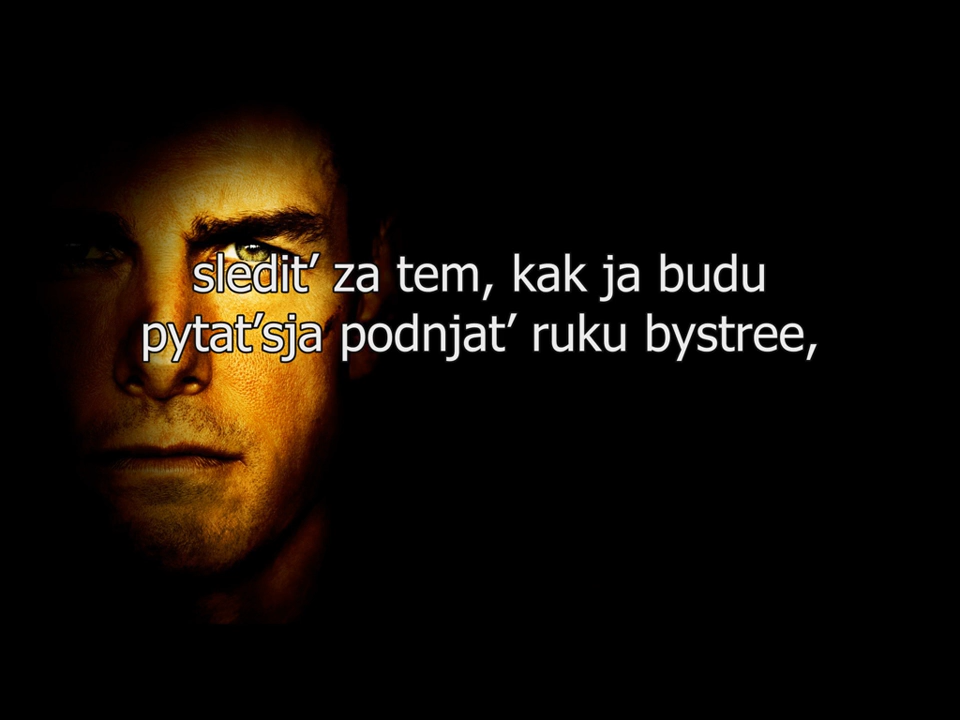 sledit’ za tem, kak ja budu
pytat’sja podnjat’ ruku bystree,